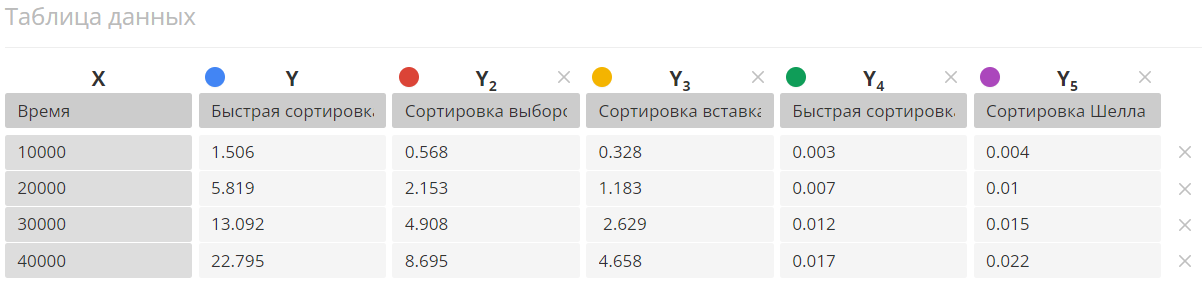 Таблица данных
X Y Y2 Y3 Y4 Y5
Время Быстрая сортировка Сортировка выборо Сортировка вставка Быстрая сортировка Сортировка Шелла
10000 1.506 0.568 0.328 0.003 0.004
20000 5.819 2.153 1.183 0.007 0.01
30000 13.092 4.908 2.629 0.012 0.015
40000 22.795 8.695 4.658 0.017 0.022